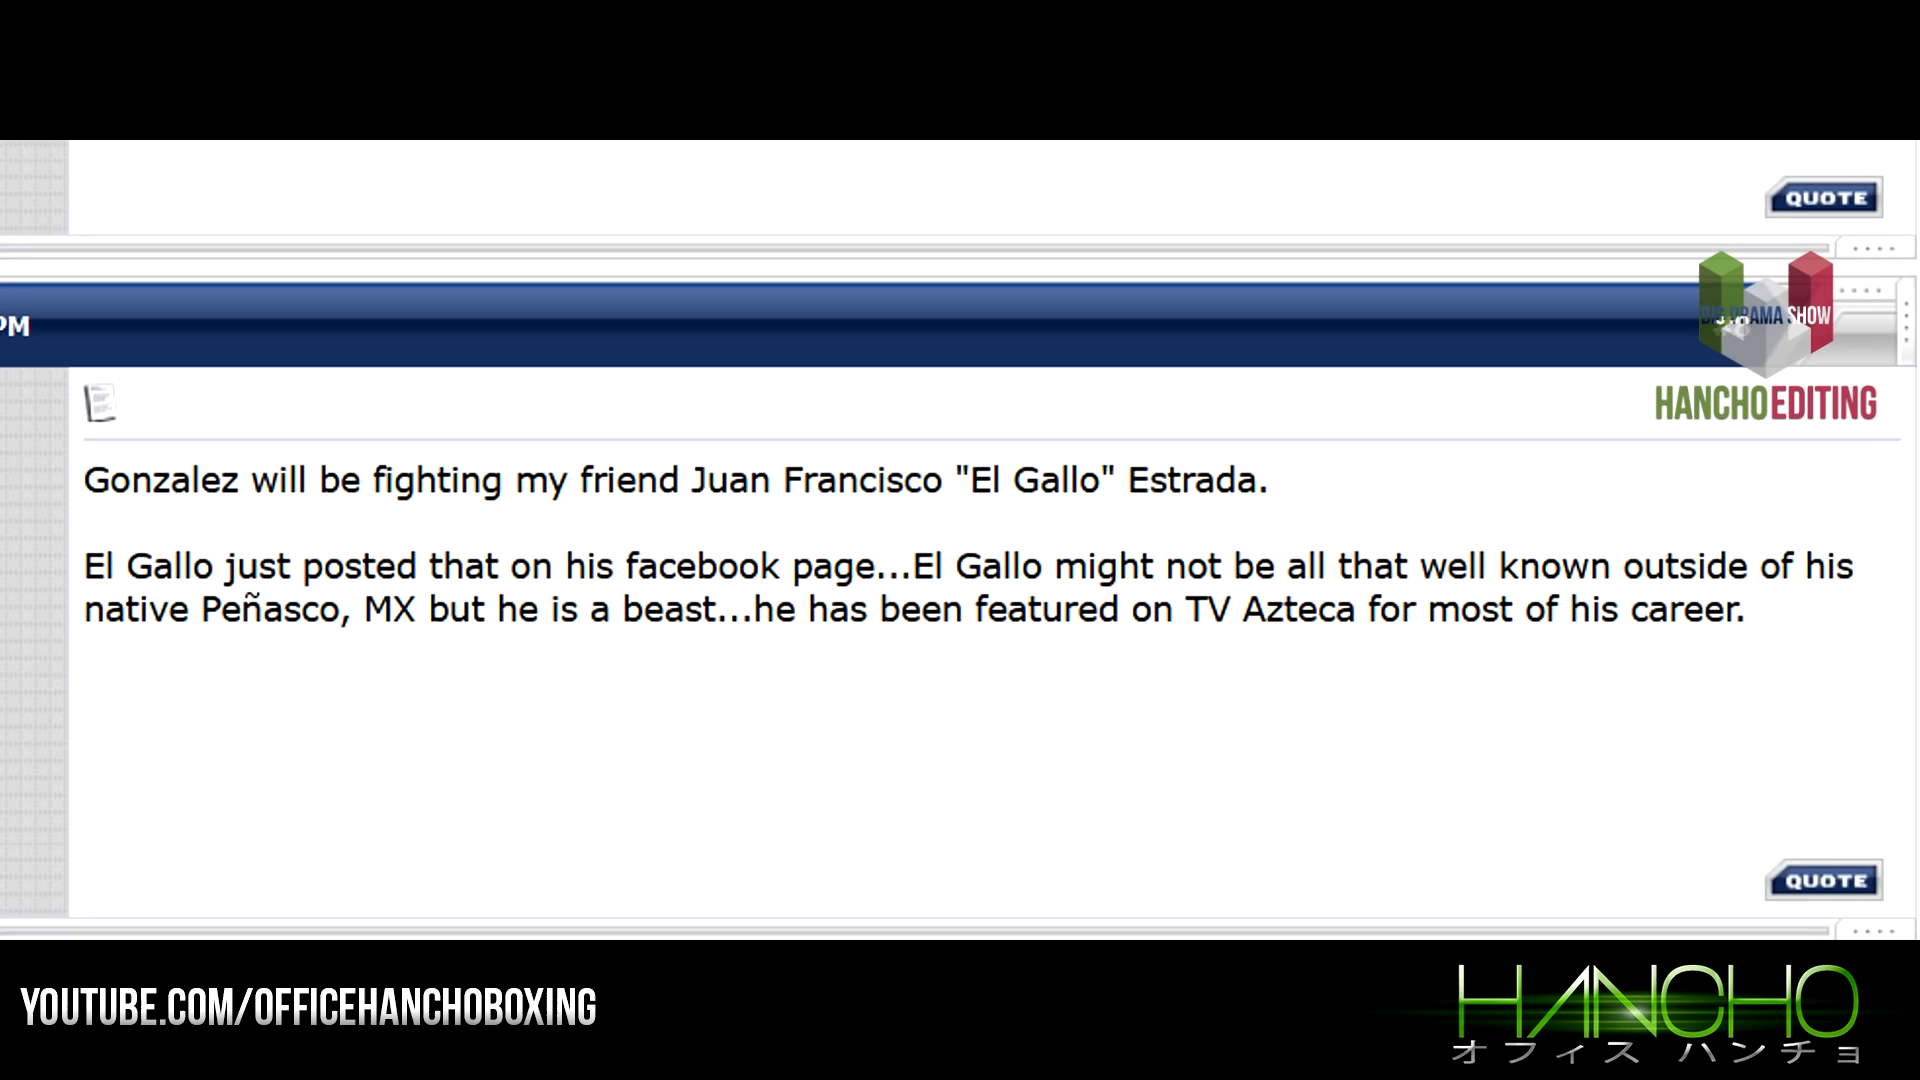 QUOTE
PM
BIG DRAMA SHOW
HANCHOEDITING
Gonzalez will be fighting my friend Juan Francisco "El Gallo" Estrada.
El Gallo just posted that on his facebook page...El Gallo might not be all that well known outside of his
native Peñasco, MX but he is a beast...he has been featured on TV Azteca for most of his career.
QUOTE
YOUTUBE.COM/OFFICEHANCHOBOXING
HANCHO
オフィス ハンチョ